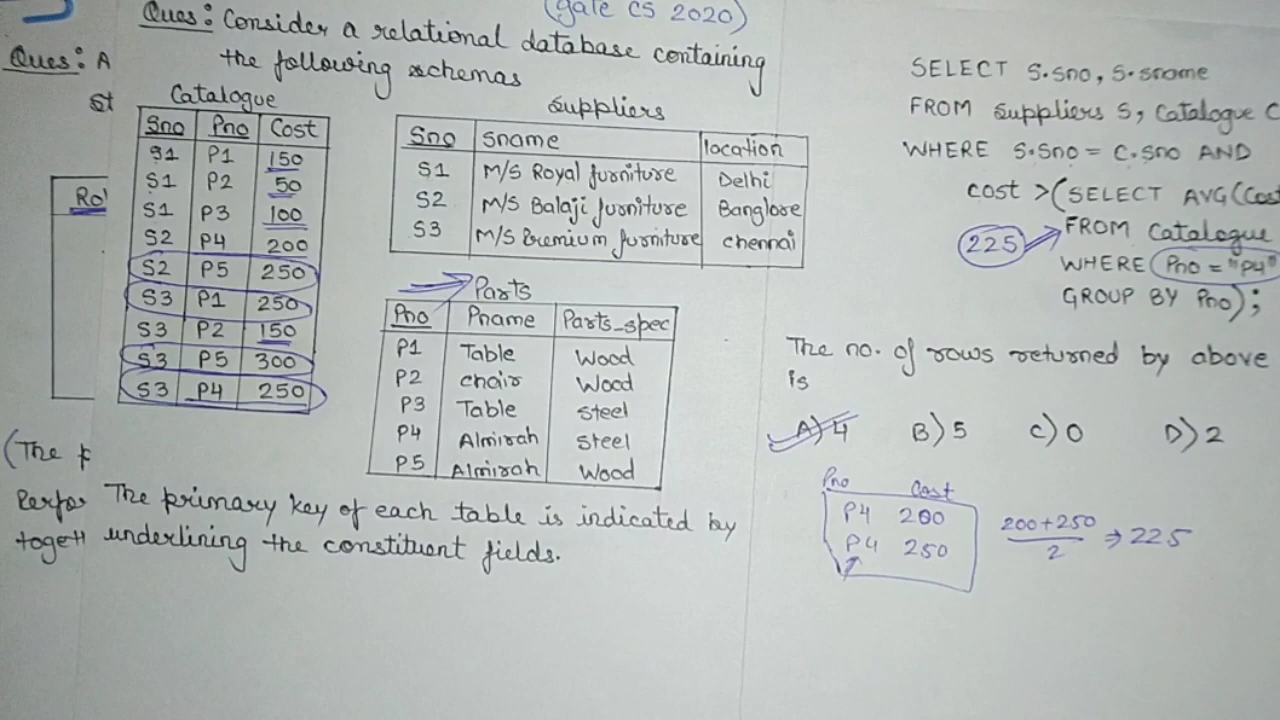 (gate CS 2020)
Ques: Consider a relational database containing
the following schemas
Ques: A
st
Catalogue
Sno Pno Cost
S1 P1 150
S1 P2 50
S1 P3 100
S2 P4 200
S2 P5 250
S3 P1 250
S3 P2 150
S3 P5 300
S3 P4 250
Suppliers
Sno sname location
S1 M/S Royal furniture Delhi
S2 M/S Balaji furniture Banglore
S3 M/S Premium furniture chennai
Parts
Pno Pname Parts_spec
P1 Table Wood
P2 chair Wood
P3 Table Steel
P4 Almirah Steel
P5 Almirah Wood
The primary key of each table is indicated by
underlining the constituent fields.
(The
togeth
SELECT S.sno, S.sname
FROM Suppliers S, Catalogue C
WHERE S.Sno = C.sno AND
cost > (SELECT AVG(Cos
225 FROM Catalogue
WHERE Pno = "P4"
GROUP BY Pno);
The no. of rows returned by above
is
A) 4 B) 5 C) 0 D) 2
Pno Cost
P4 200
P4 250
200+250
2
⇒ 225